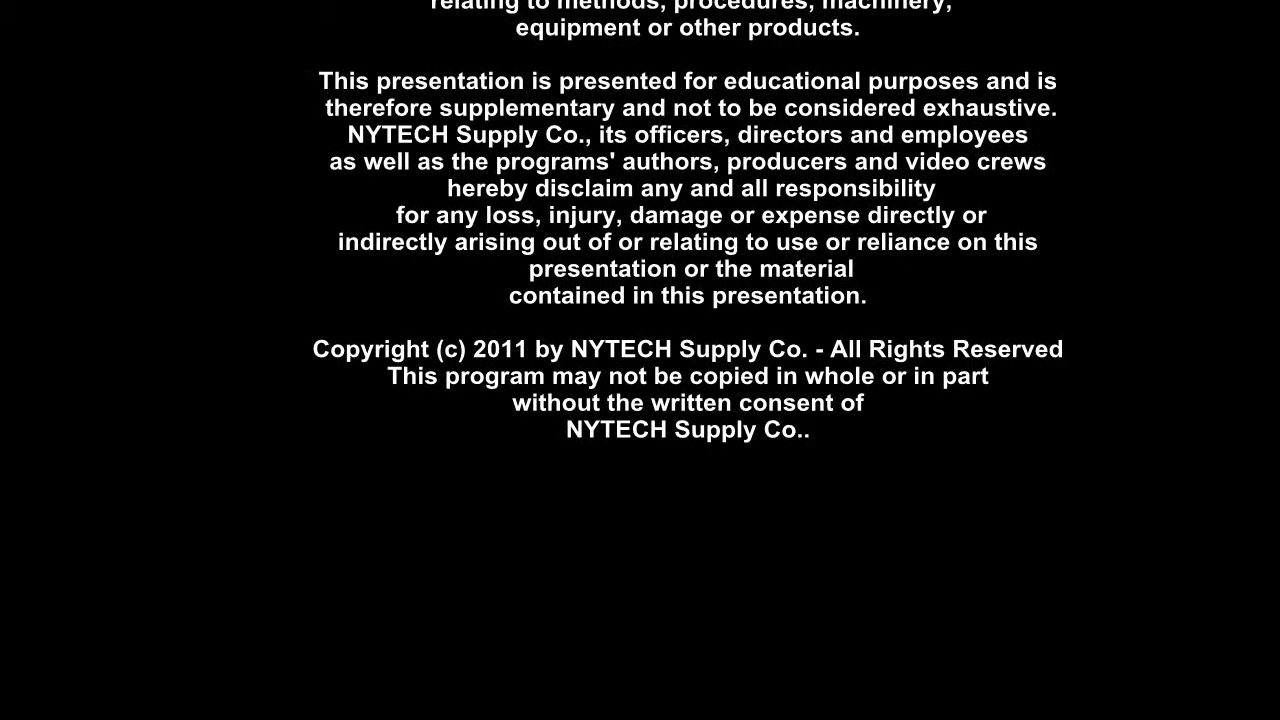 relating to methods, procedures, machinery,
equipment or other products.
This presentation is presented for educational purposes and is
therefore supplementary and not to be considered exhaustive.
NYTECH Supply Co., its officers, directors and employees
as well as the programs' authors, producers and video crews
hereby disclaim any and all responsibility
for any loss, injury, damage or expense directly or
indirectly arising out of or relating to use or reliance on this
presentation or the material
contained in this presentation.
Copyright (c) 2011 by NYTECH Supply Co. - All Rights Reserved
This program may not be copied in whole or in part
without the written consent of
NYTECH Supply Co..